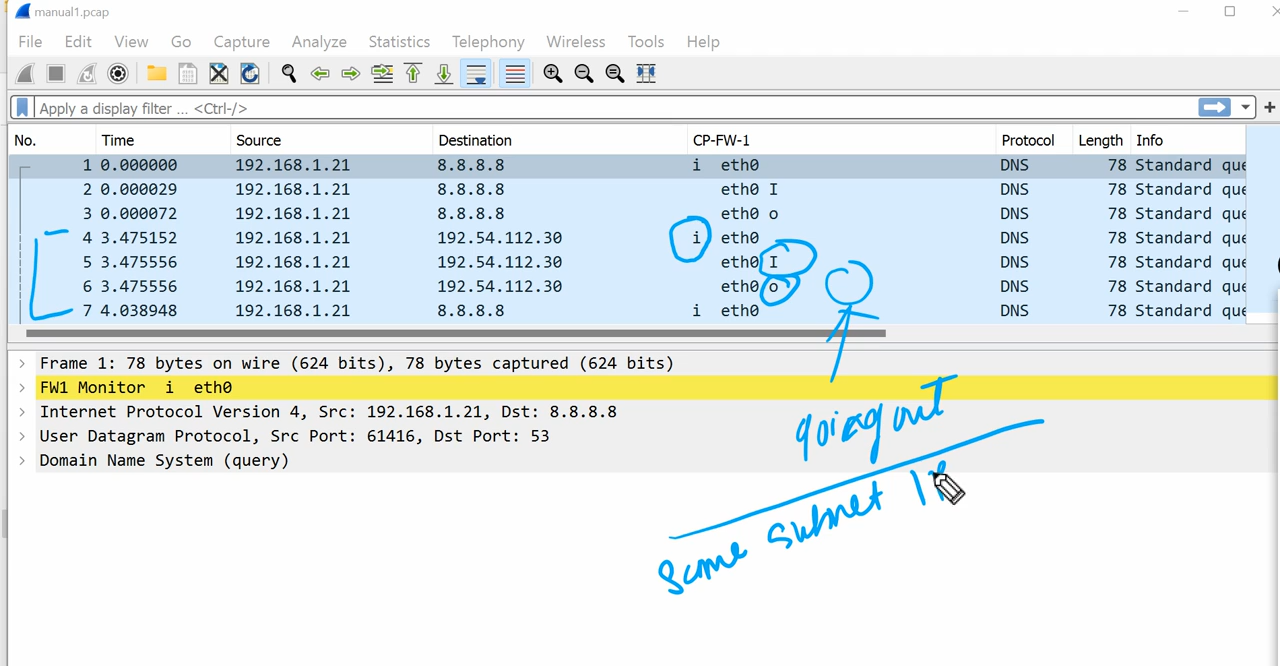 manual1.pcap
File Edit View Go Capture Analyze Statistics Telephony Wireless Tools Help
Apply a display filter ... <Ctrl-/>
No. Time Source Destination CP-FW-1 Protocol Length Info
1 0.000000 192.168.1.21 8.8.8.8 i eth0 DNS 78 Standard que
2 0.000029 192.168.1.21 8.8.8.8 eth0 I DNS 78 Standard que
3 0.000072 192.168.1.21 8.8.8.8 eth0 o DNS 78 Standard que
4 3.475152 192.168.1.21 192.54.112.30 i eth0 DNS 78 Standard que
5 3.475556 192.168.1.21 192.54.112.30 eth0 I DNS 78 Standard que
6 3.475556 192.168.1.21 192.54.112.30 eth0 o DNS 78 Standard que
7 4.038948 192.168.1.21 8.8.8.8 i eth0 DNS 78 Standard que
Frame 1: 78 bytes on wire (624 bits), 78 bytes captured (624 bits)
FW1 Monitor i eth0
Internet Protocol Version 4, Src: 192.168.1.21, Dst: 8.8.8.8
User Datagram Protocol, Src Port: 61416, Dst Port: 53
Domain Name System (query)
going out
same subnet